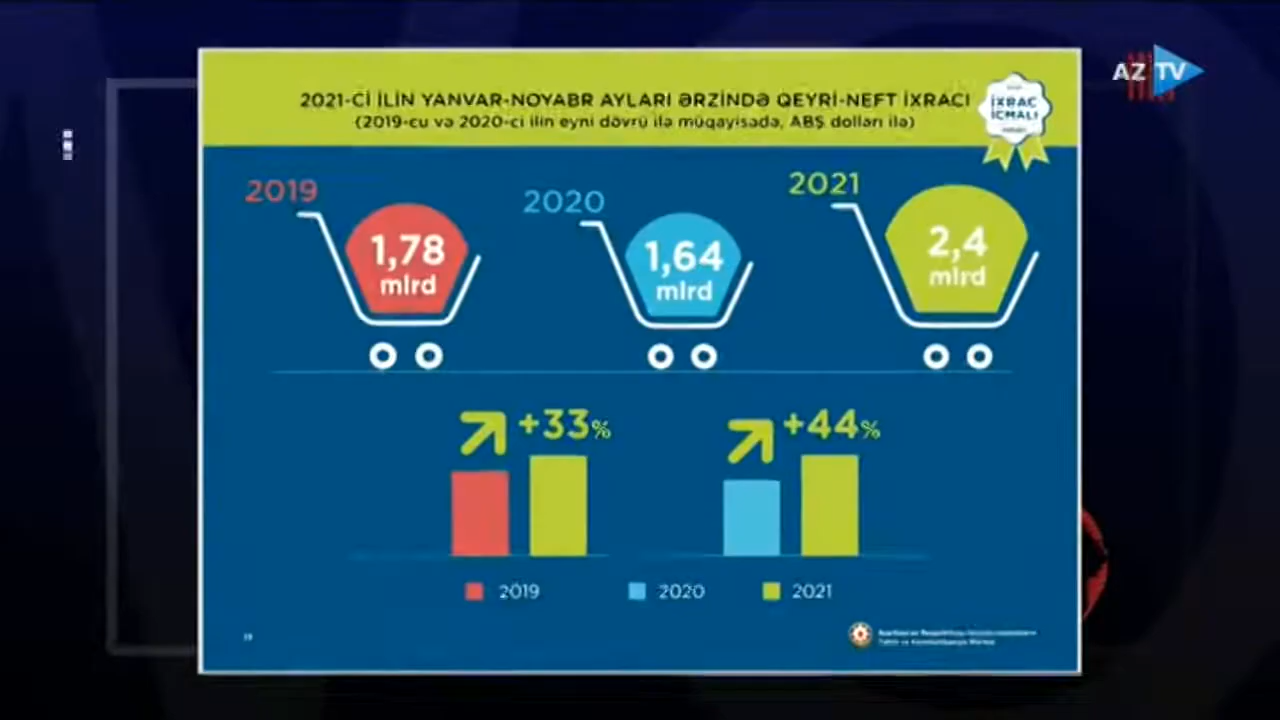 AZ TV
2021-Cİ İLİN YANVAR-NOYABR AYLARI ƏRZİNDƏ QEYRİ-NEFT İXRACI
(2019-cu və 2020-ci ilin eyni dövrü ilə müqayisədə, ABŞ dolları ilə)
İXRAC
İCMALI
2019
1,78
mlrd
2020
1,64
mlrd
2021
2,4
mlrd
+33%
+44%
2019
2020
2021